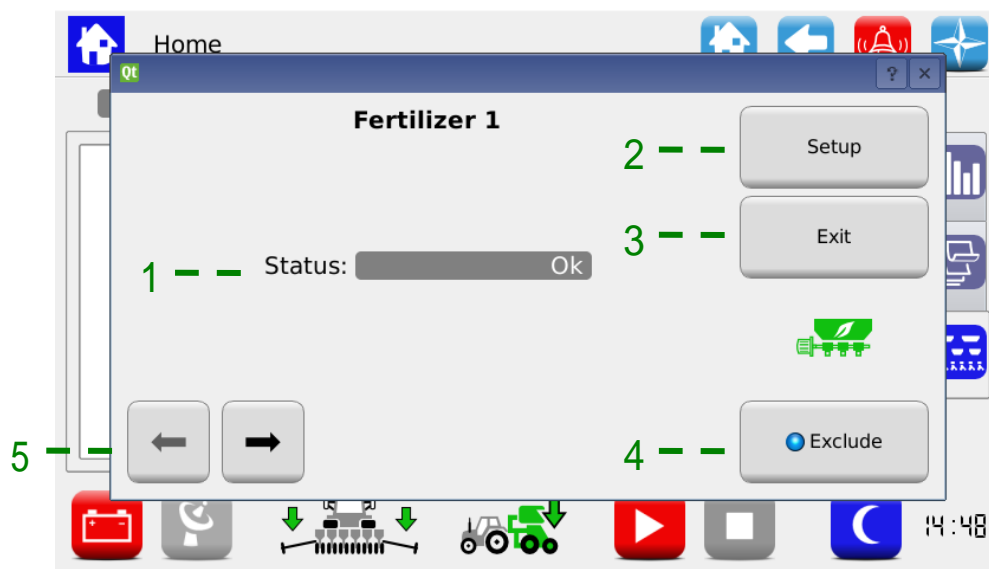 Home
Qt
?
×
Fertilizer 1
2
Setup
3
Exit
1
Status:
Ok
5
4
Exclude
14:48